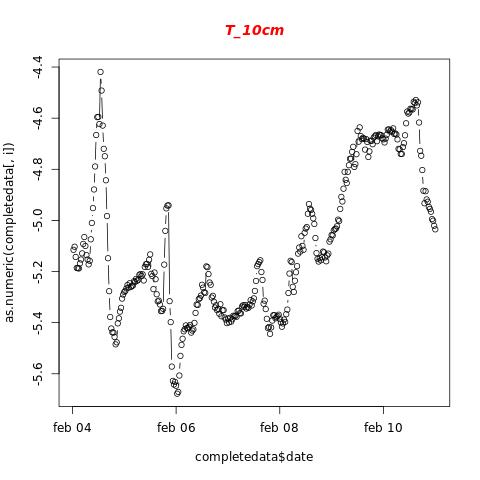 T_10cm
as.numeric(completedata[, i])
-4.4
-4.6
-4.8
-5.0
-5.2
-5.4
-5.6
feb 04
feb 06
feb 08
feb 10
completedata$date